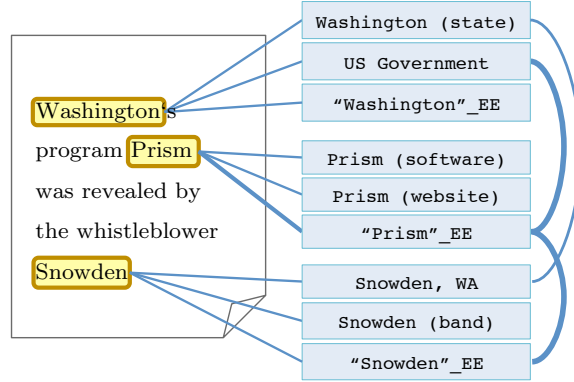 Washington's
program Prism
was revealed by
the whistleblower
Snowden
Washington (state)
US Government
“Washington”_EE
Prism (software)
Prism (website)
“Prism”_EE
Snowden, WA
Snowden (band)
“Snowden”_EE